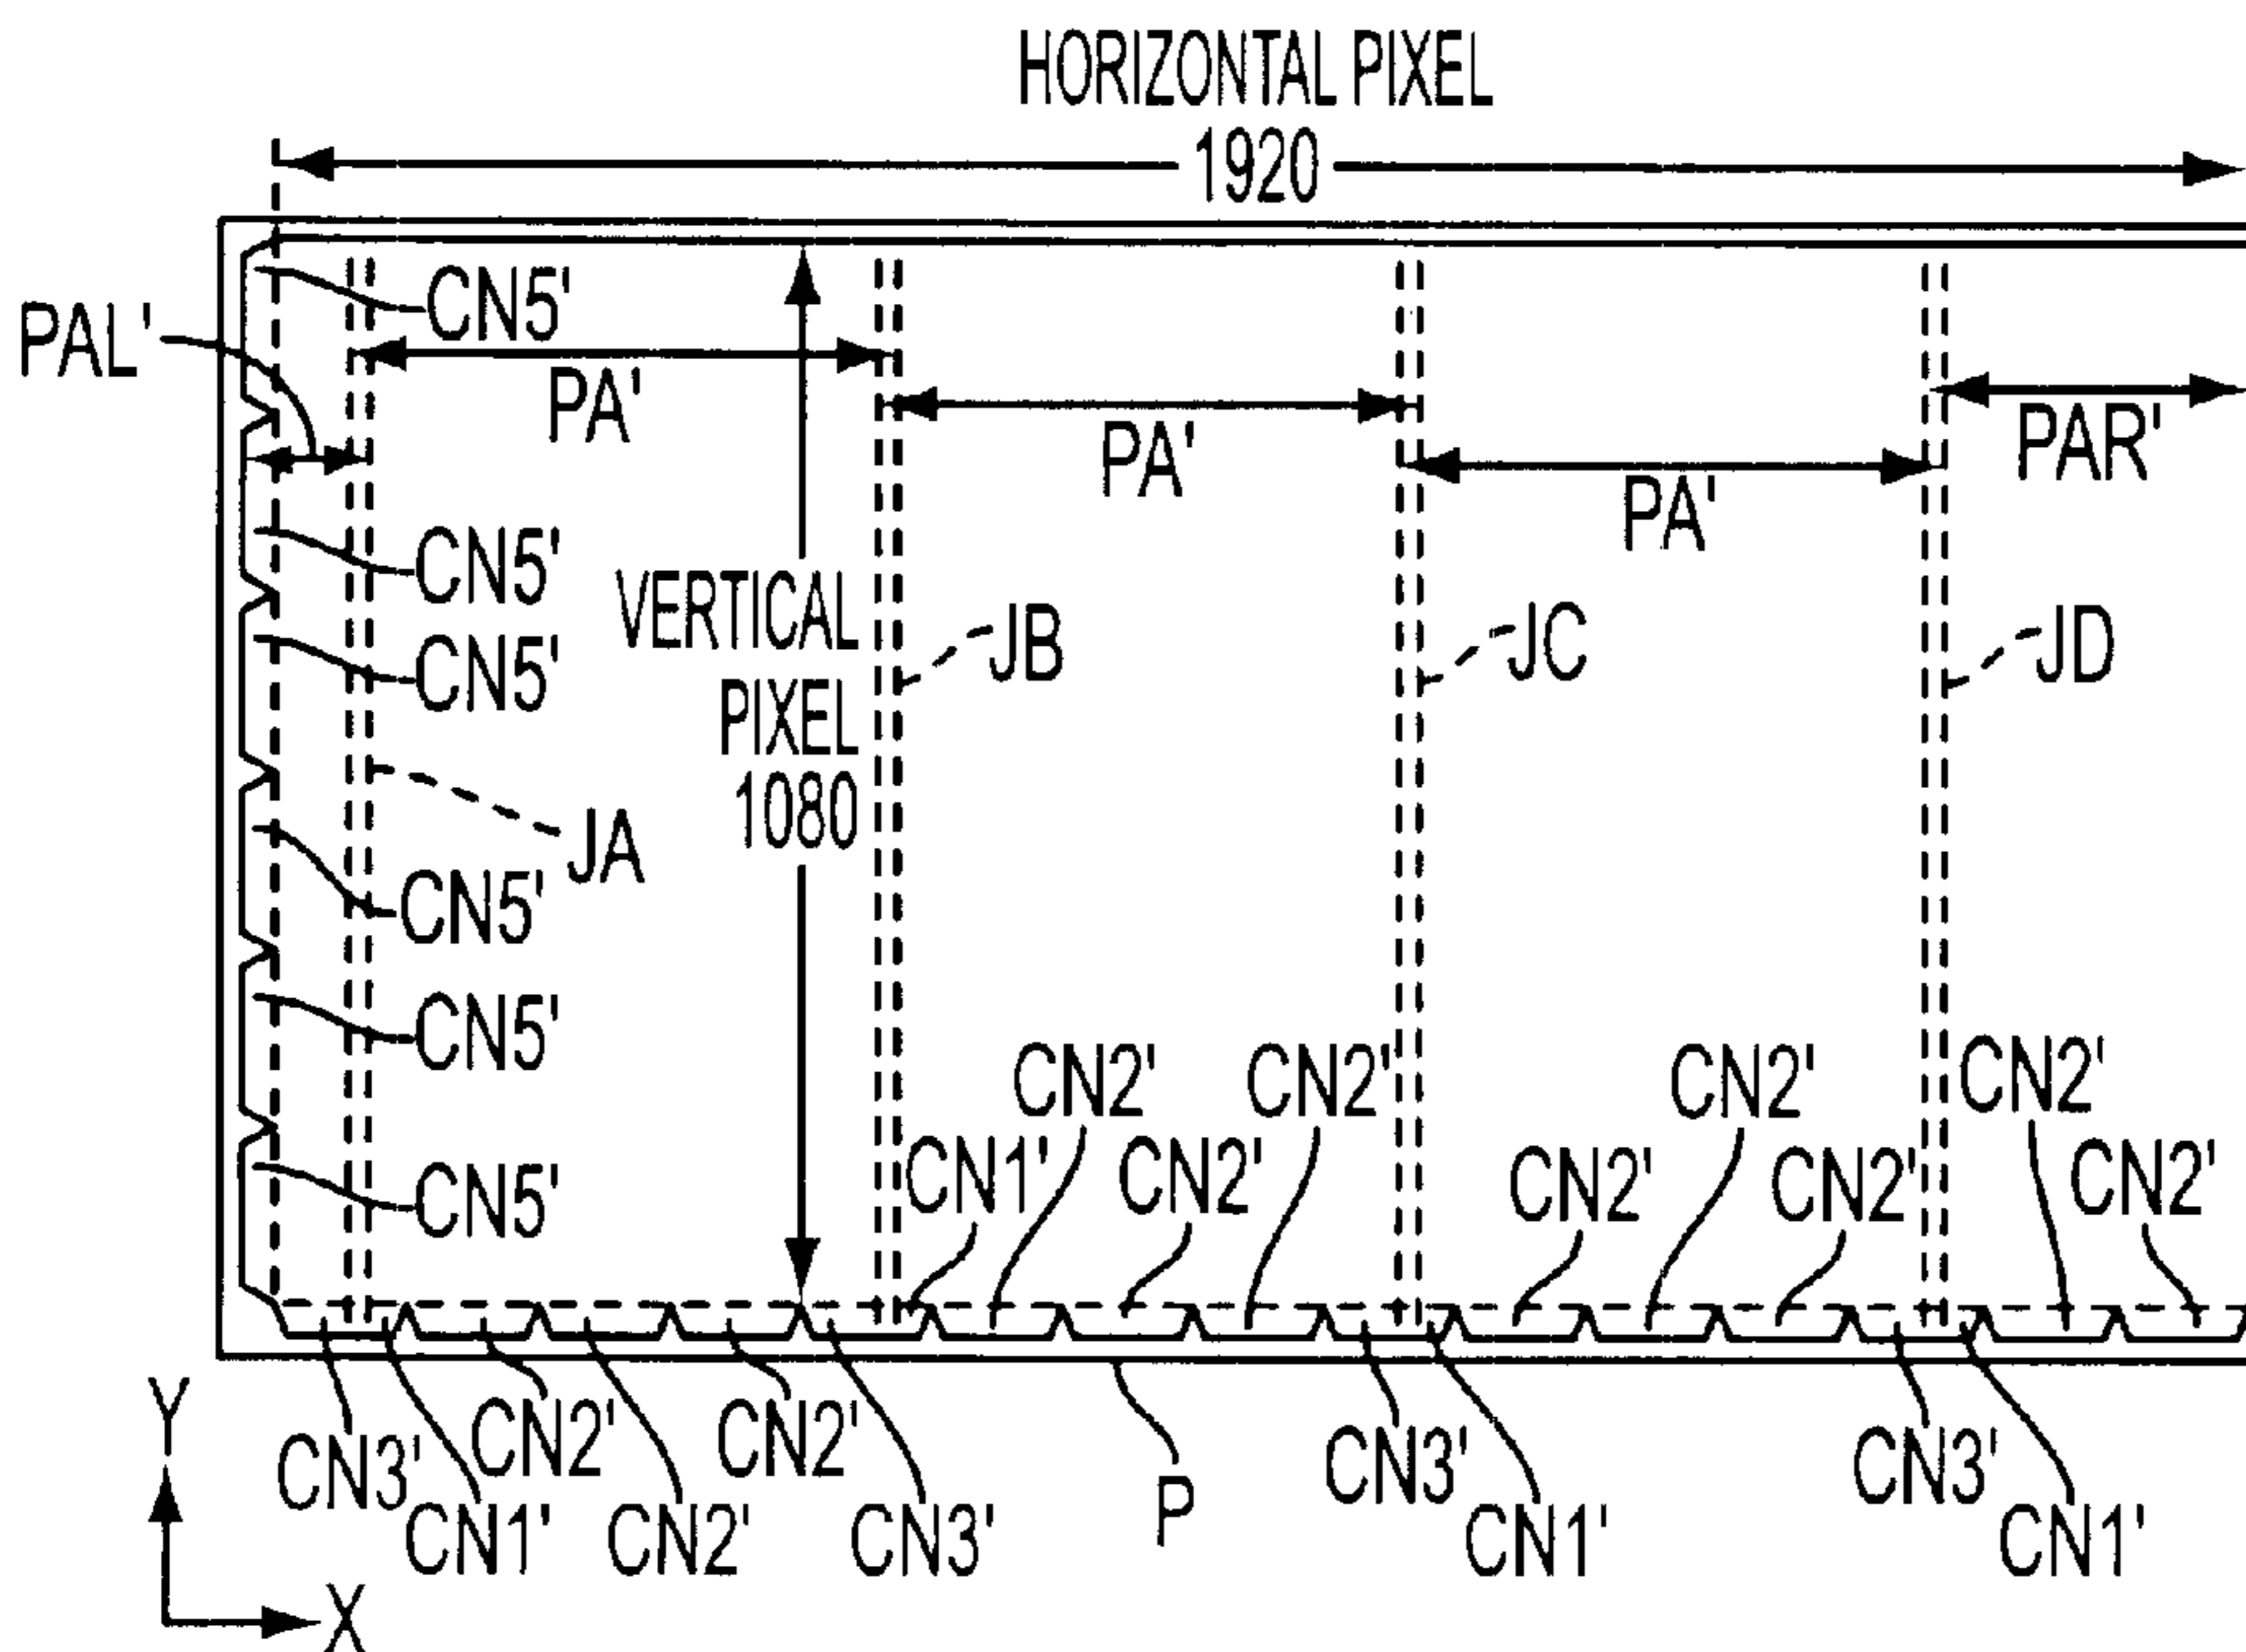 HORIZONTAL PIXEL
1920
CN5'
PAL'
PA'
PA'
PA'
PAR'
CN5'
VERTICAL
PIXEL
1080
JB
JC
JD
CN5'
JA
CN5'
CN5'
CN2'
CN2'
CN2'
CN2'
CN1'
CN2'
CN2'
CN2'
CN2'
CN5'
CN3'
CN2'
CN2'
CN3'
CN3'
CN1'
CN2'
CN3'
P
CN1'
CN1'
Y
X